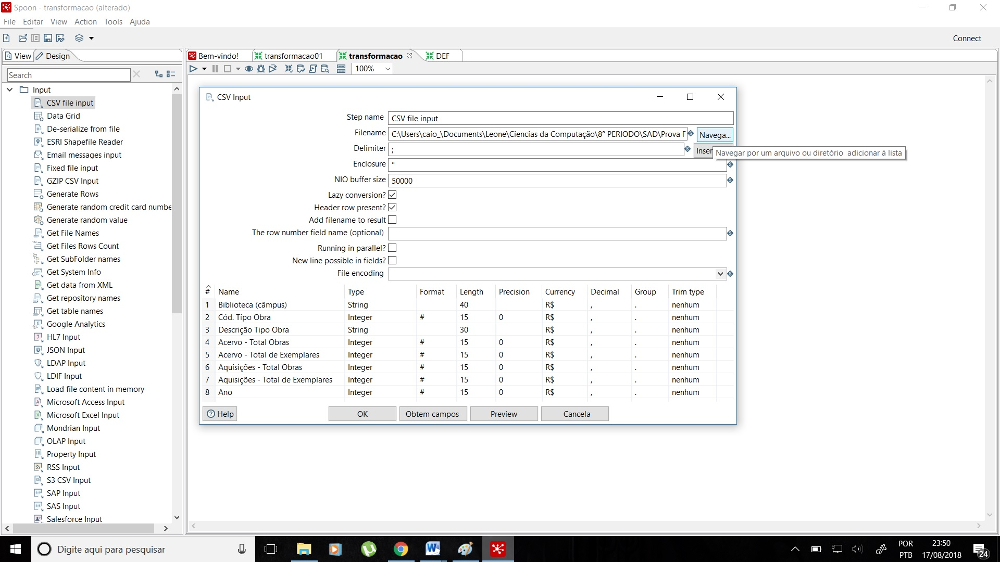 Spoon - transformacao (alterado)
File Editar View Action Tools Ajuda
Connect
View Design
Bem-vindo! transformacao01 transformacao DEF
100%
Search
Input
CSV file input
Data Grid
De-serialize from file
ESRI Shapefile Reader
Email messages input
Fixed file input
GZIP CSV Input
Generate Rows
Generate random credit card numbe
Generate random value
Get File Names
Get Files Rows Count
Get SubFolder names
Get System Info
Get data from XML
Get repository names
Get table names
Google Analytics
HL7 Input
JSON Input
LDAP Input
LDIF Input
Load file content in memory
Microsoft Access Input
Microsoft Excel Input
Mondrian Input
OLAP Input
Property Input
RSS Input
S3 CSV Input
SAP Input
SAS Input
Salesforce Input
CSV Input
Step name CSV file input
Filename C:\Users\caio_\Documents\Leone\Ciencias da Computação\8° PERIODO\SAD\Prova F Navega...
Delimiter ; Inser
Navegar por um arquivo ou diretório adicionar à lista
Enclosure "
NIO buffer size 50000
Lazy conversion?
Header row present?
Add filename to result
The row number field name (optional)
Running in parallel?
New line possible in fields?
File encoding
# Name Type Format Length Precision Currency Decimal Group Trim type
1 Biblioteca (câmpus) String 40 R$ , . nenhum
2 Cód. Tipo Obra Integer # 15 0 R$ , . nenhum
3 Descrição Tipo Obra String 30 R$ , . nenhum
4 Acervo - Total Obras Integer # 15 0 R$ , . nenhum
5 Acervo - Total de Exemplares Integer # 15 0 R$ , . nenhum
6 Aquisições - Total Obras Integer # 15 0 R$ , . nenhum
7 Aquisições - Total de Exemplares Integer # 15 0 R$ , . nenhum
8 Ano Integer # 15 0 R$ , . nenhum
Help OK Obtem campos Preview Cancela
Digite aqui para pesquisar
POR
PTB
23:50
17/08/2018
24